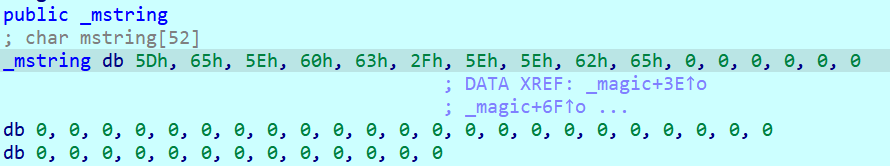 public _mstring
; char mstring[52]
_mstring db 5Dh, 65h, 5Eh, 60h, 63h, 2Fh, 5Eh, 5Eh, 62h, 65h, 0, 0, 0, 0, 0, 0
; DATA XREF: _magic+3E↑o
; _magic+6F↑o ...
db 0, 0, 0, 0, 0, 0, 0, 0, 0, 0, 0, 0, 0, 0, 0, 0, 0, 0, 0, 0, 0, 0, 0
db 0, 0, 0, 0, 0, 0, 0, 0, 0, 0, 0, 0, 0